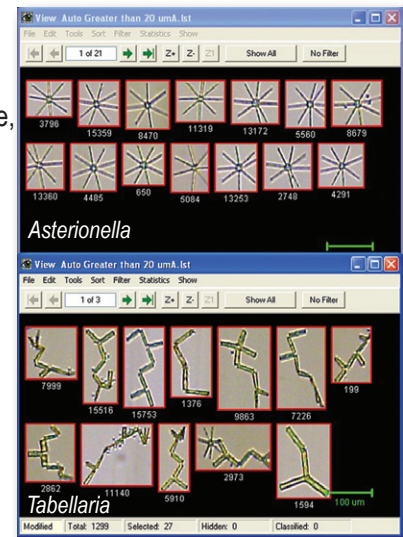 e,
View Auto Greater than 20 umA.lst
File Edit Tools Sort Filter Statistics Show
1 of 21 Z+ Z- Z1 Show All No Filter
3796 15359 8470 11319 13172 5560 8679
13360 4485 650 5084 13253 2748 4291
Asterionella
View Auto Greater than 20 umA.lst
File Edit Tools Sort Filter Statistics Show
1 of 3 Z+ Z- Z1 Show All No Filter
7999 15516 15753 1376 9863 7226 199
2862 11140 5910 2973 1594
100 um
Tabellaria
Modified Total: 1299 Selected: 27 Hidden: 0 Classified: 0